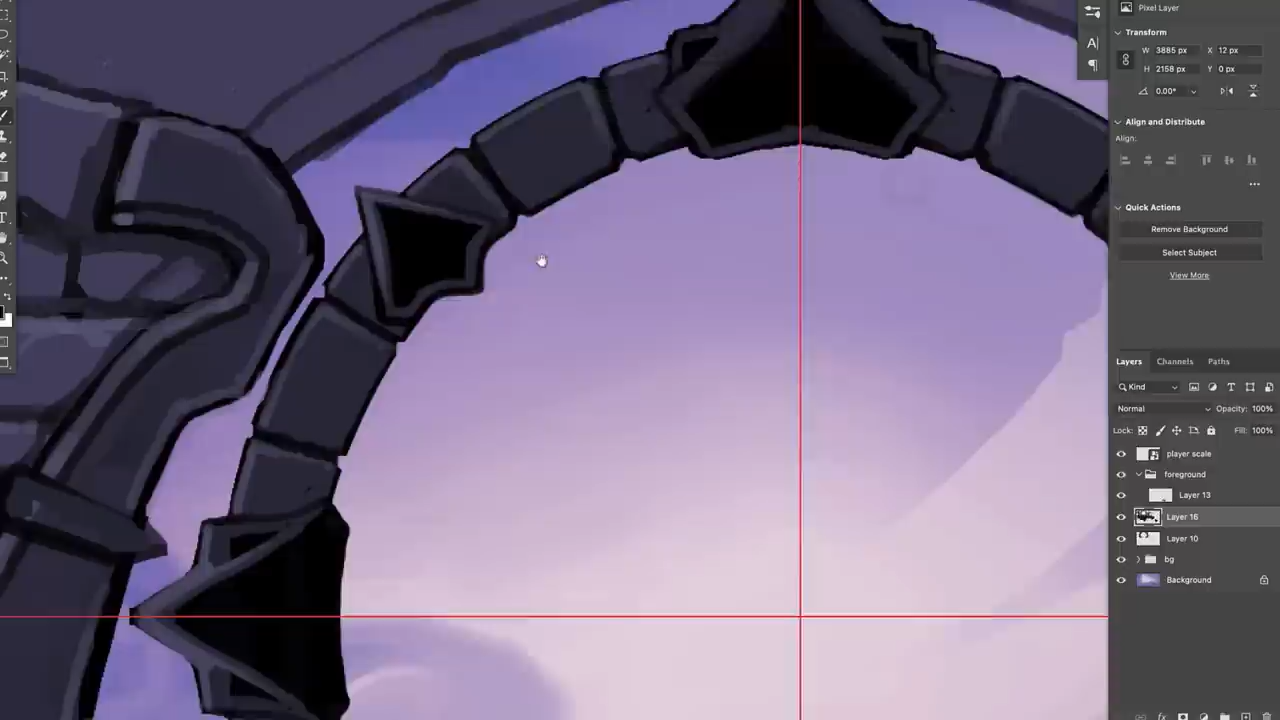 Pixel Layer
Transform
W 3885 px X 12 px
H 2158 px Y 0 px
0.00°
Align and Distribute
Align:
Quick Actions
Remove Background
Select Subject
View More
Layers Channels Paths
Kind
Normal Opacity: 100%
Lock: Fill: 100%
player scale
foreground
Layer 13
Layer 16
Layer 10
bg
Background